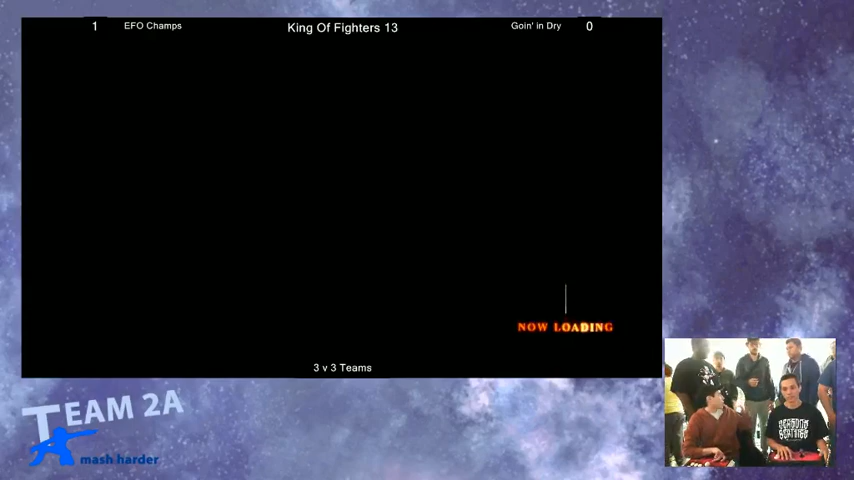 1 EFO Champs King Of Fighters 13 Goin' in Dry 0
NOW LOADING
3 v 3 Teams
TEAM 2A
mash harder